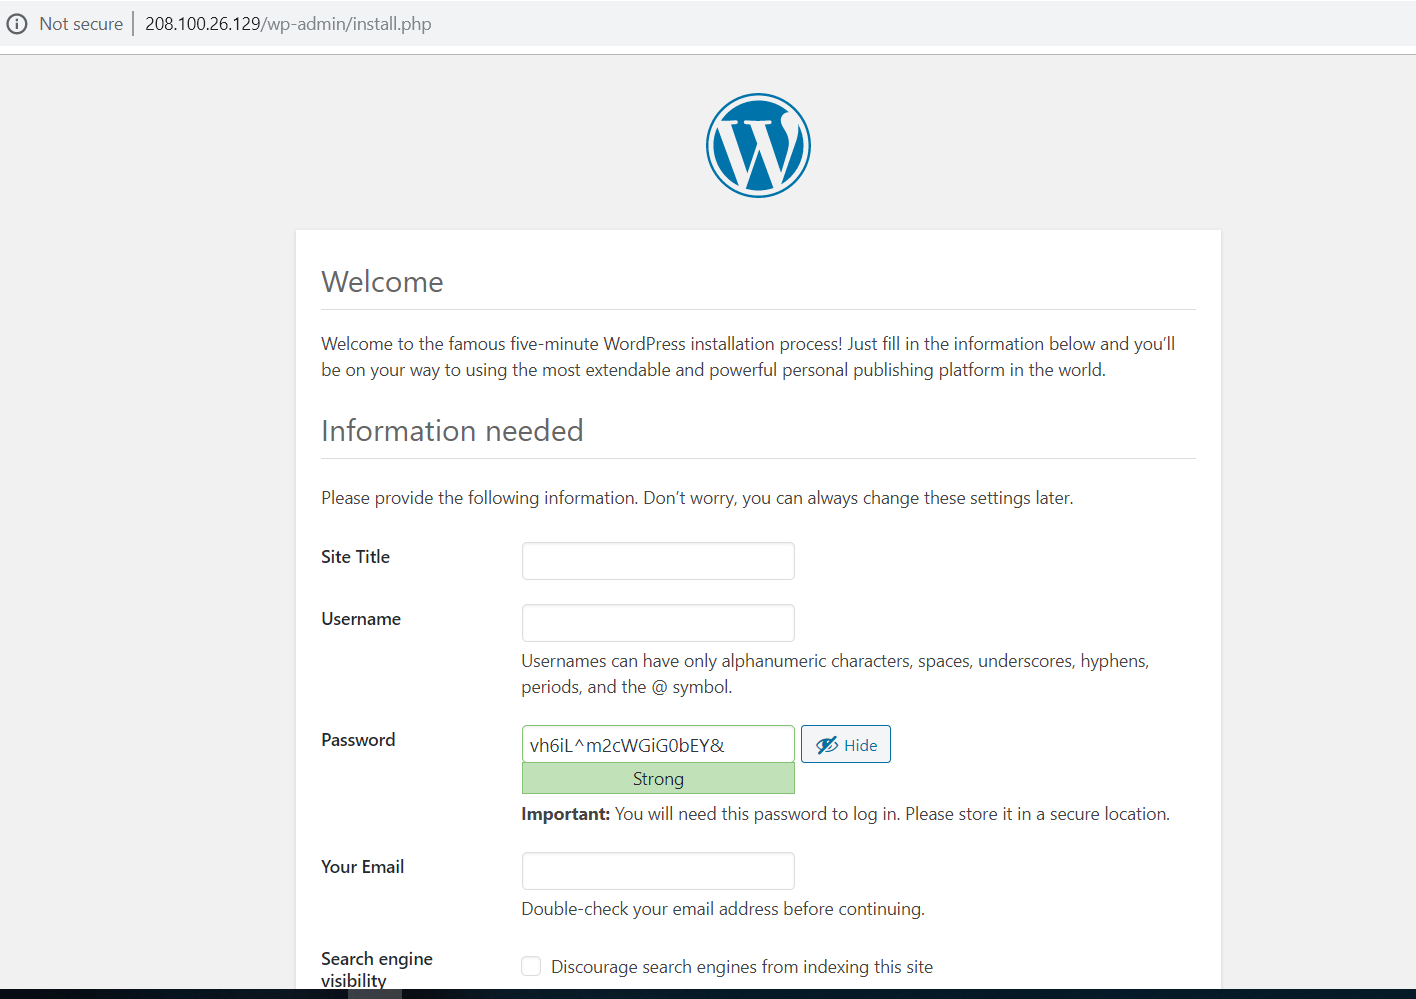 Not secure 208.100.26.129/wp-admin/install.php
W
Welcome
Welcome to the famous five-minute WordPress installation process! Just fill in the information below and you’ll
be on your way to using the most extendable and powerful personal publishing platform in the world.
Information needed
Please provide the following information. Don’t worry, you can always change these settings later.
Site Title
Username
Usernames can have only alphanumeric characters, spaces, underscores, hyphens,
periods, and the @ symbol.
Password vh6iL^m2cWGiG0bEY& Hide
Strong
Important: You will need this password to log in. Please store it in a secure location.
Your Email
Double-check your email address before continuing.
Search engine
visibility
Discourage search engines from indexing this site